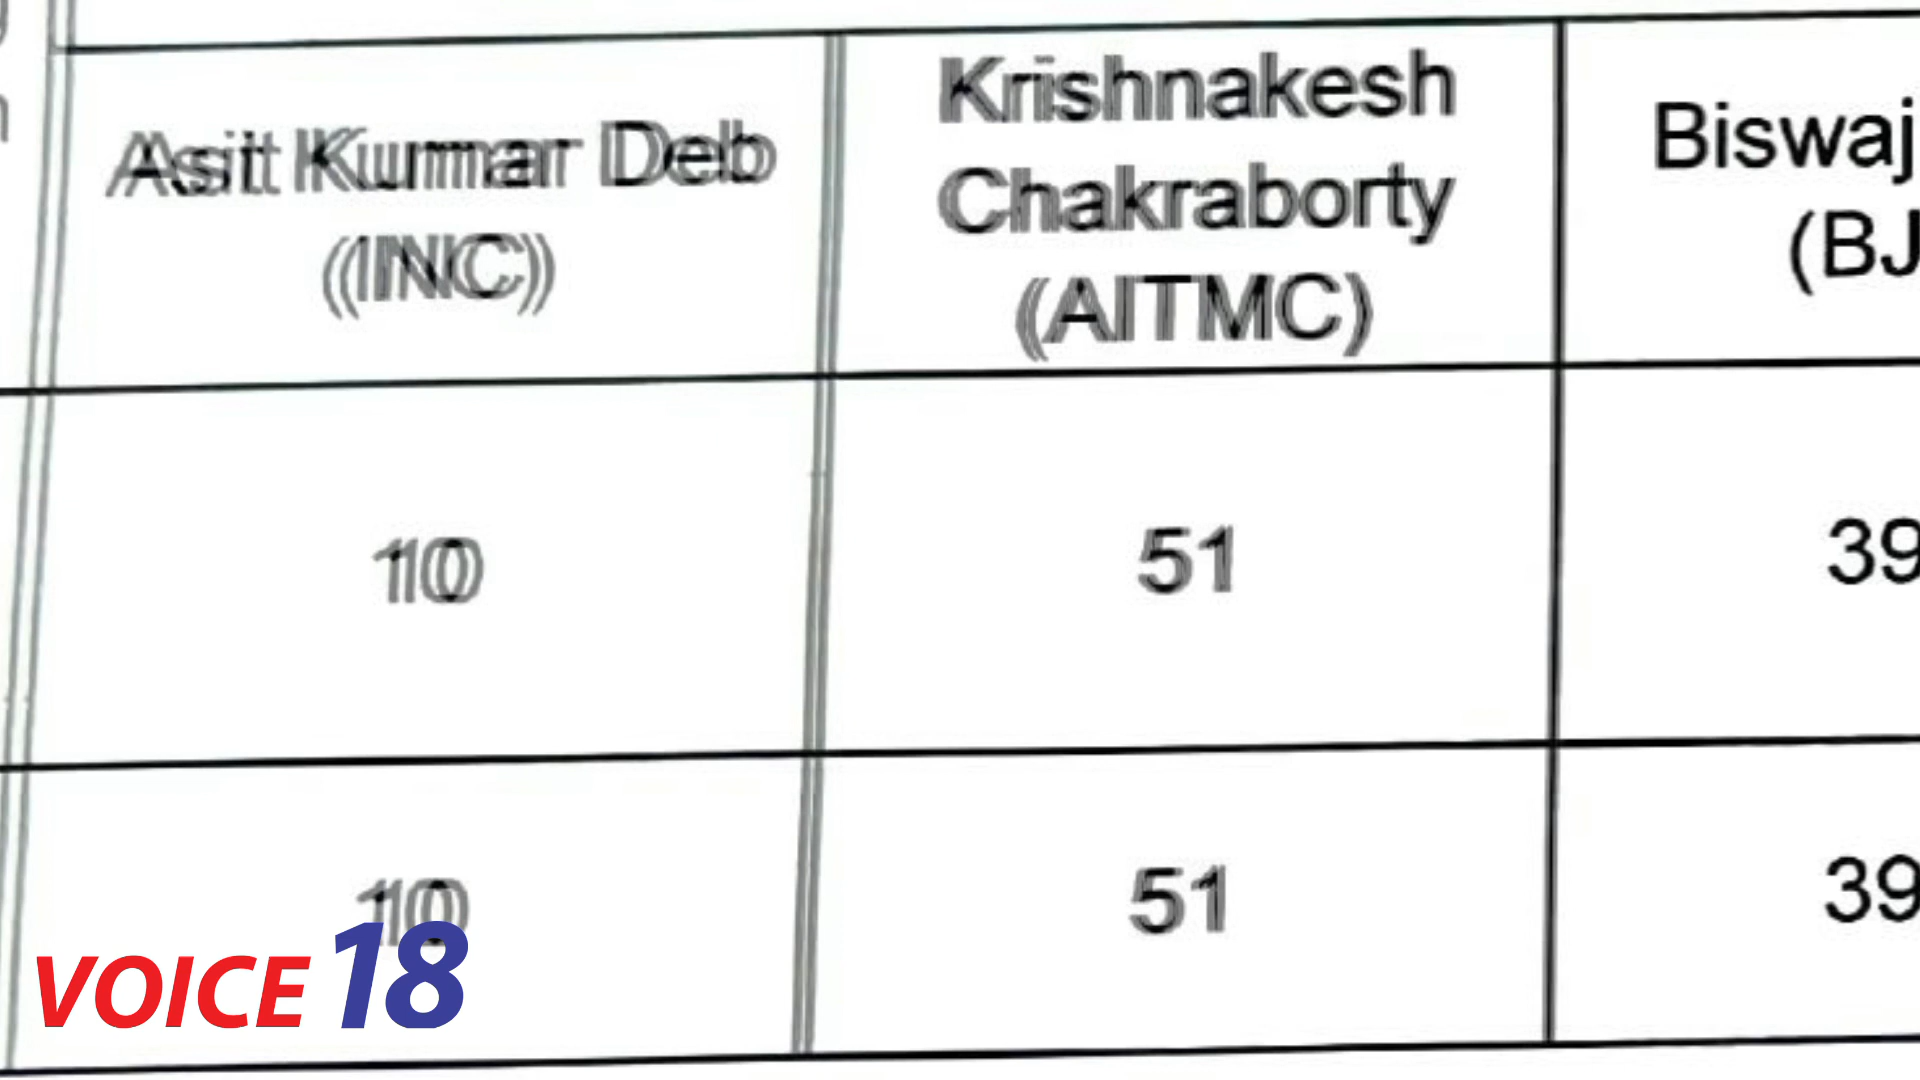 Asit Kumar Deb
(INC)
Krishnakesh
Chakraborty
(AITMC)
Biswaj
(BJ
10
51
39
10
51
39
VOICE 18